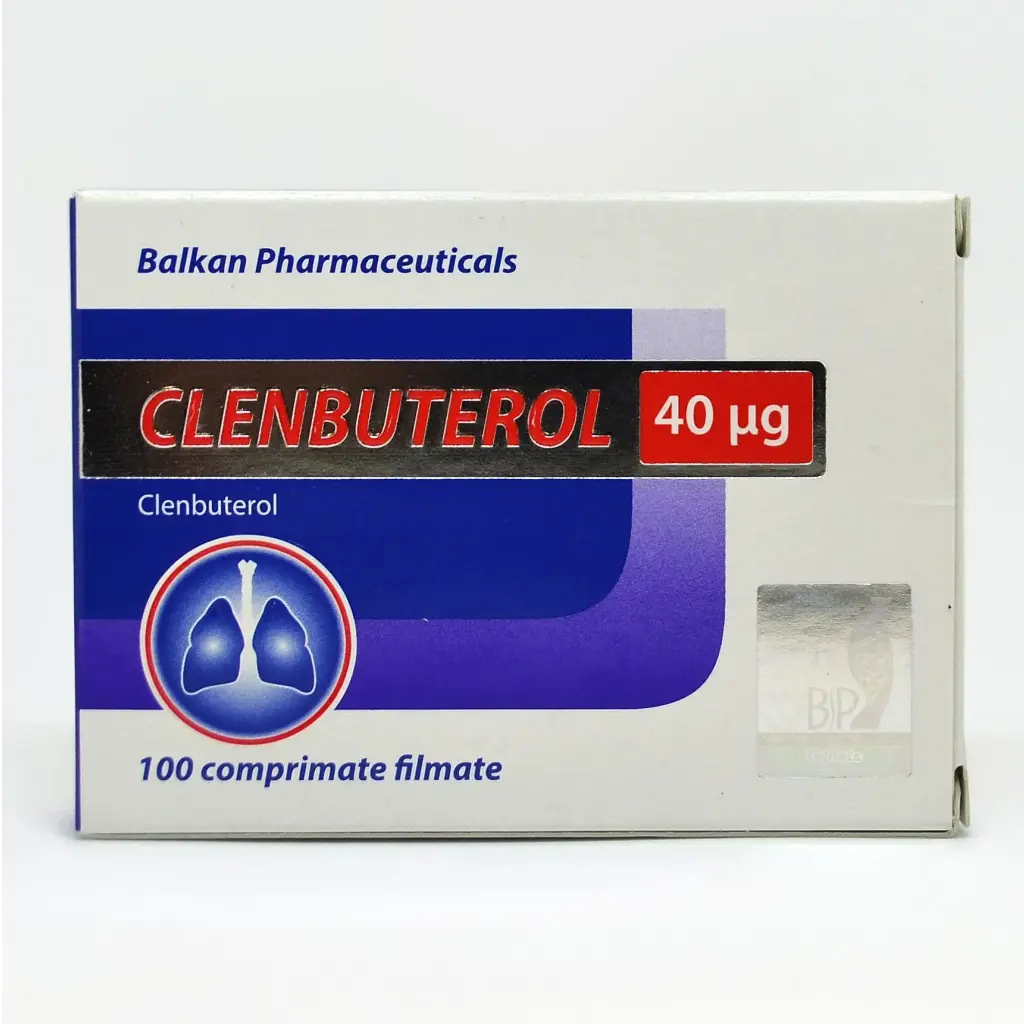 Balkan Pharmaceuticals
CLENBUTEROL 40 µg
Clenbuterol
BP
100 comprimate filmate